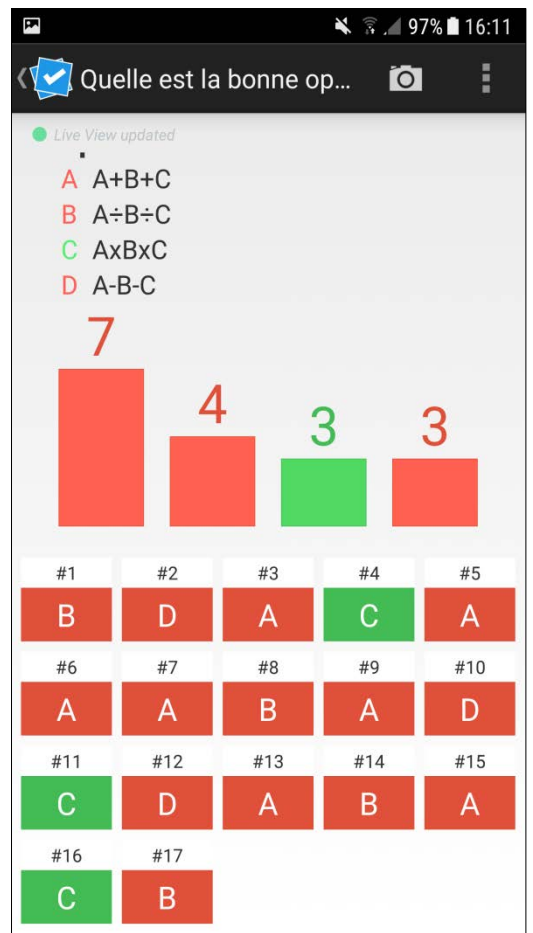 97% 16:11
Quelle est la bonne op...
Live View updated
A A+B+C
B A÷B÷C
C AxBxC
D A-B-C
7 4 3 3
#1 #2 #3 #4 #5
B D A C A
#6 #7 #8 #9 #10
A A B A D
#11 #12 #13 #14 #15
C D A B A
#16 #17
C B